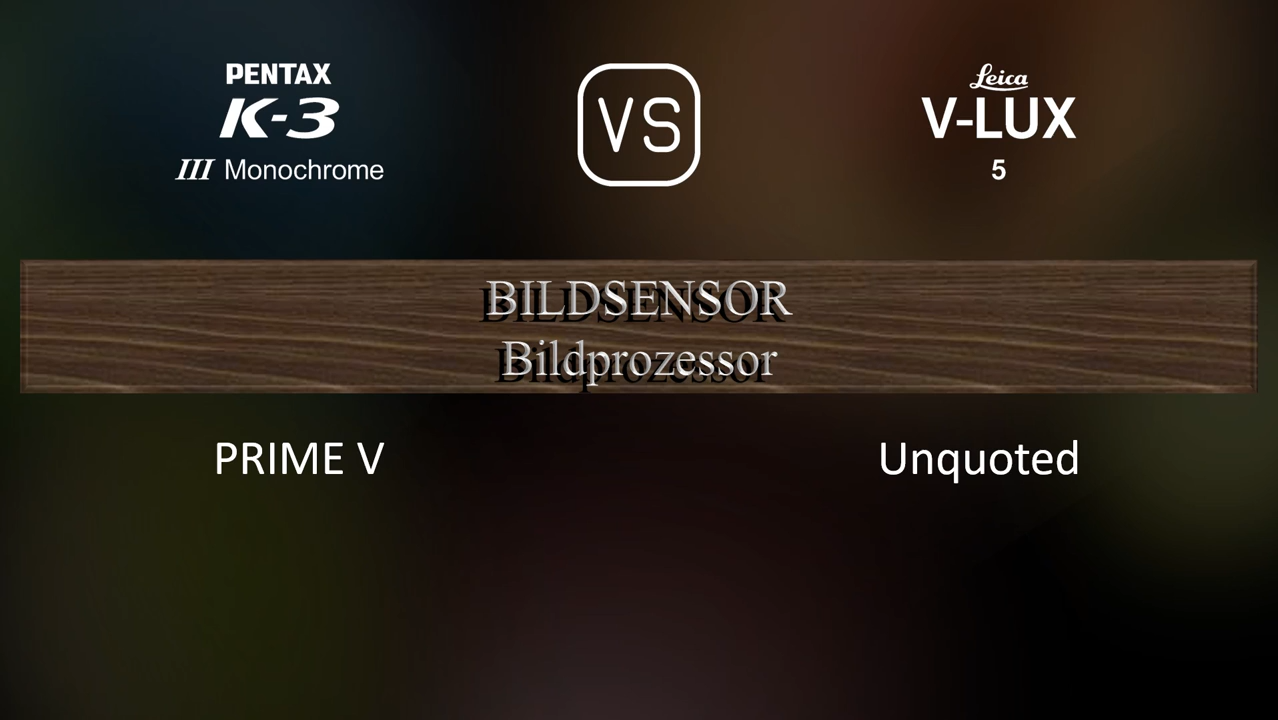 PENTAX
K-3
III Monochrome
VS
Leica
V-LUX
5
BILDSENSOR
Bildprozessor
PRIME V
Unquoted